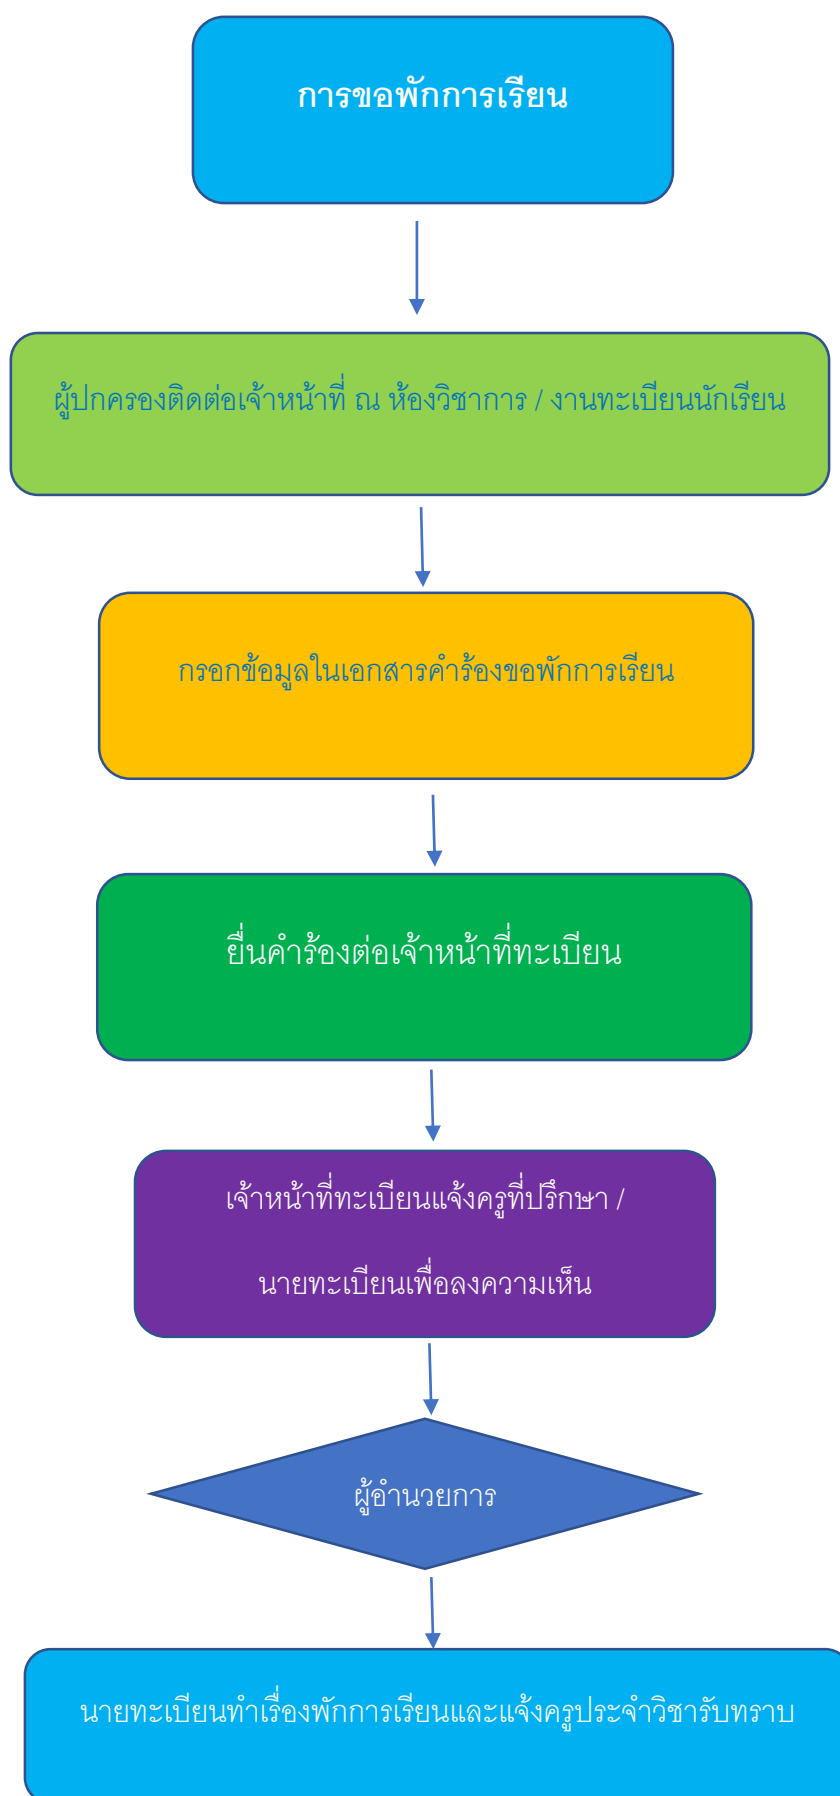 การขอพักการเรียน
ผู้ปกครองติดต่อเจ้าหน้าที่ ณ ห้องวิชาการ / งานทะเบียนนักเรียน
กรอกข้อมูลในเอกสารคำร้องขอพักการเรียน
ยื่นคำร้องต่อเจ้าหน้าที่ทะเบียน
เจ้าหน้าที่ทะเบียนแจ้งครูที่ปรึกษา /
นายทะเบียนเพื่อลงความเห็น
ผู้อำนวยการ
นายทะเบียนทำเรื่องพักการเรียนและแจ้งครูประจำวิชารับทราบ